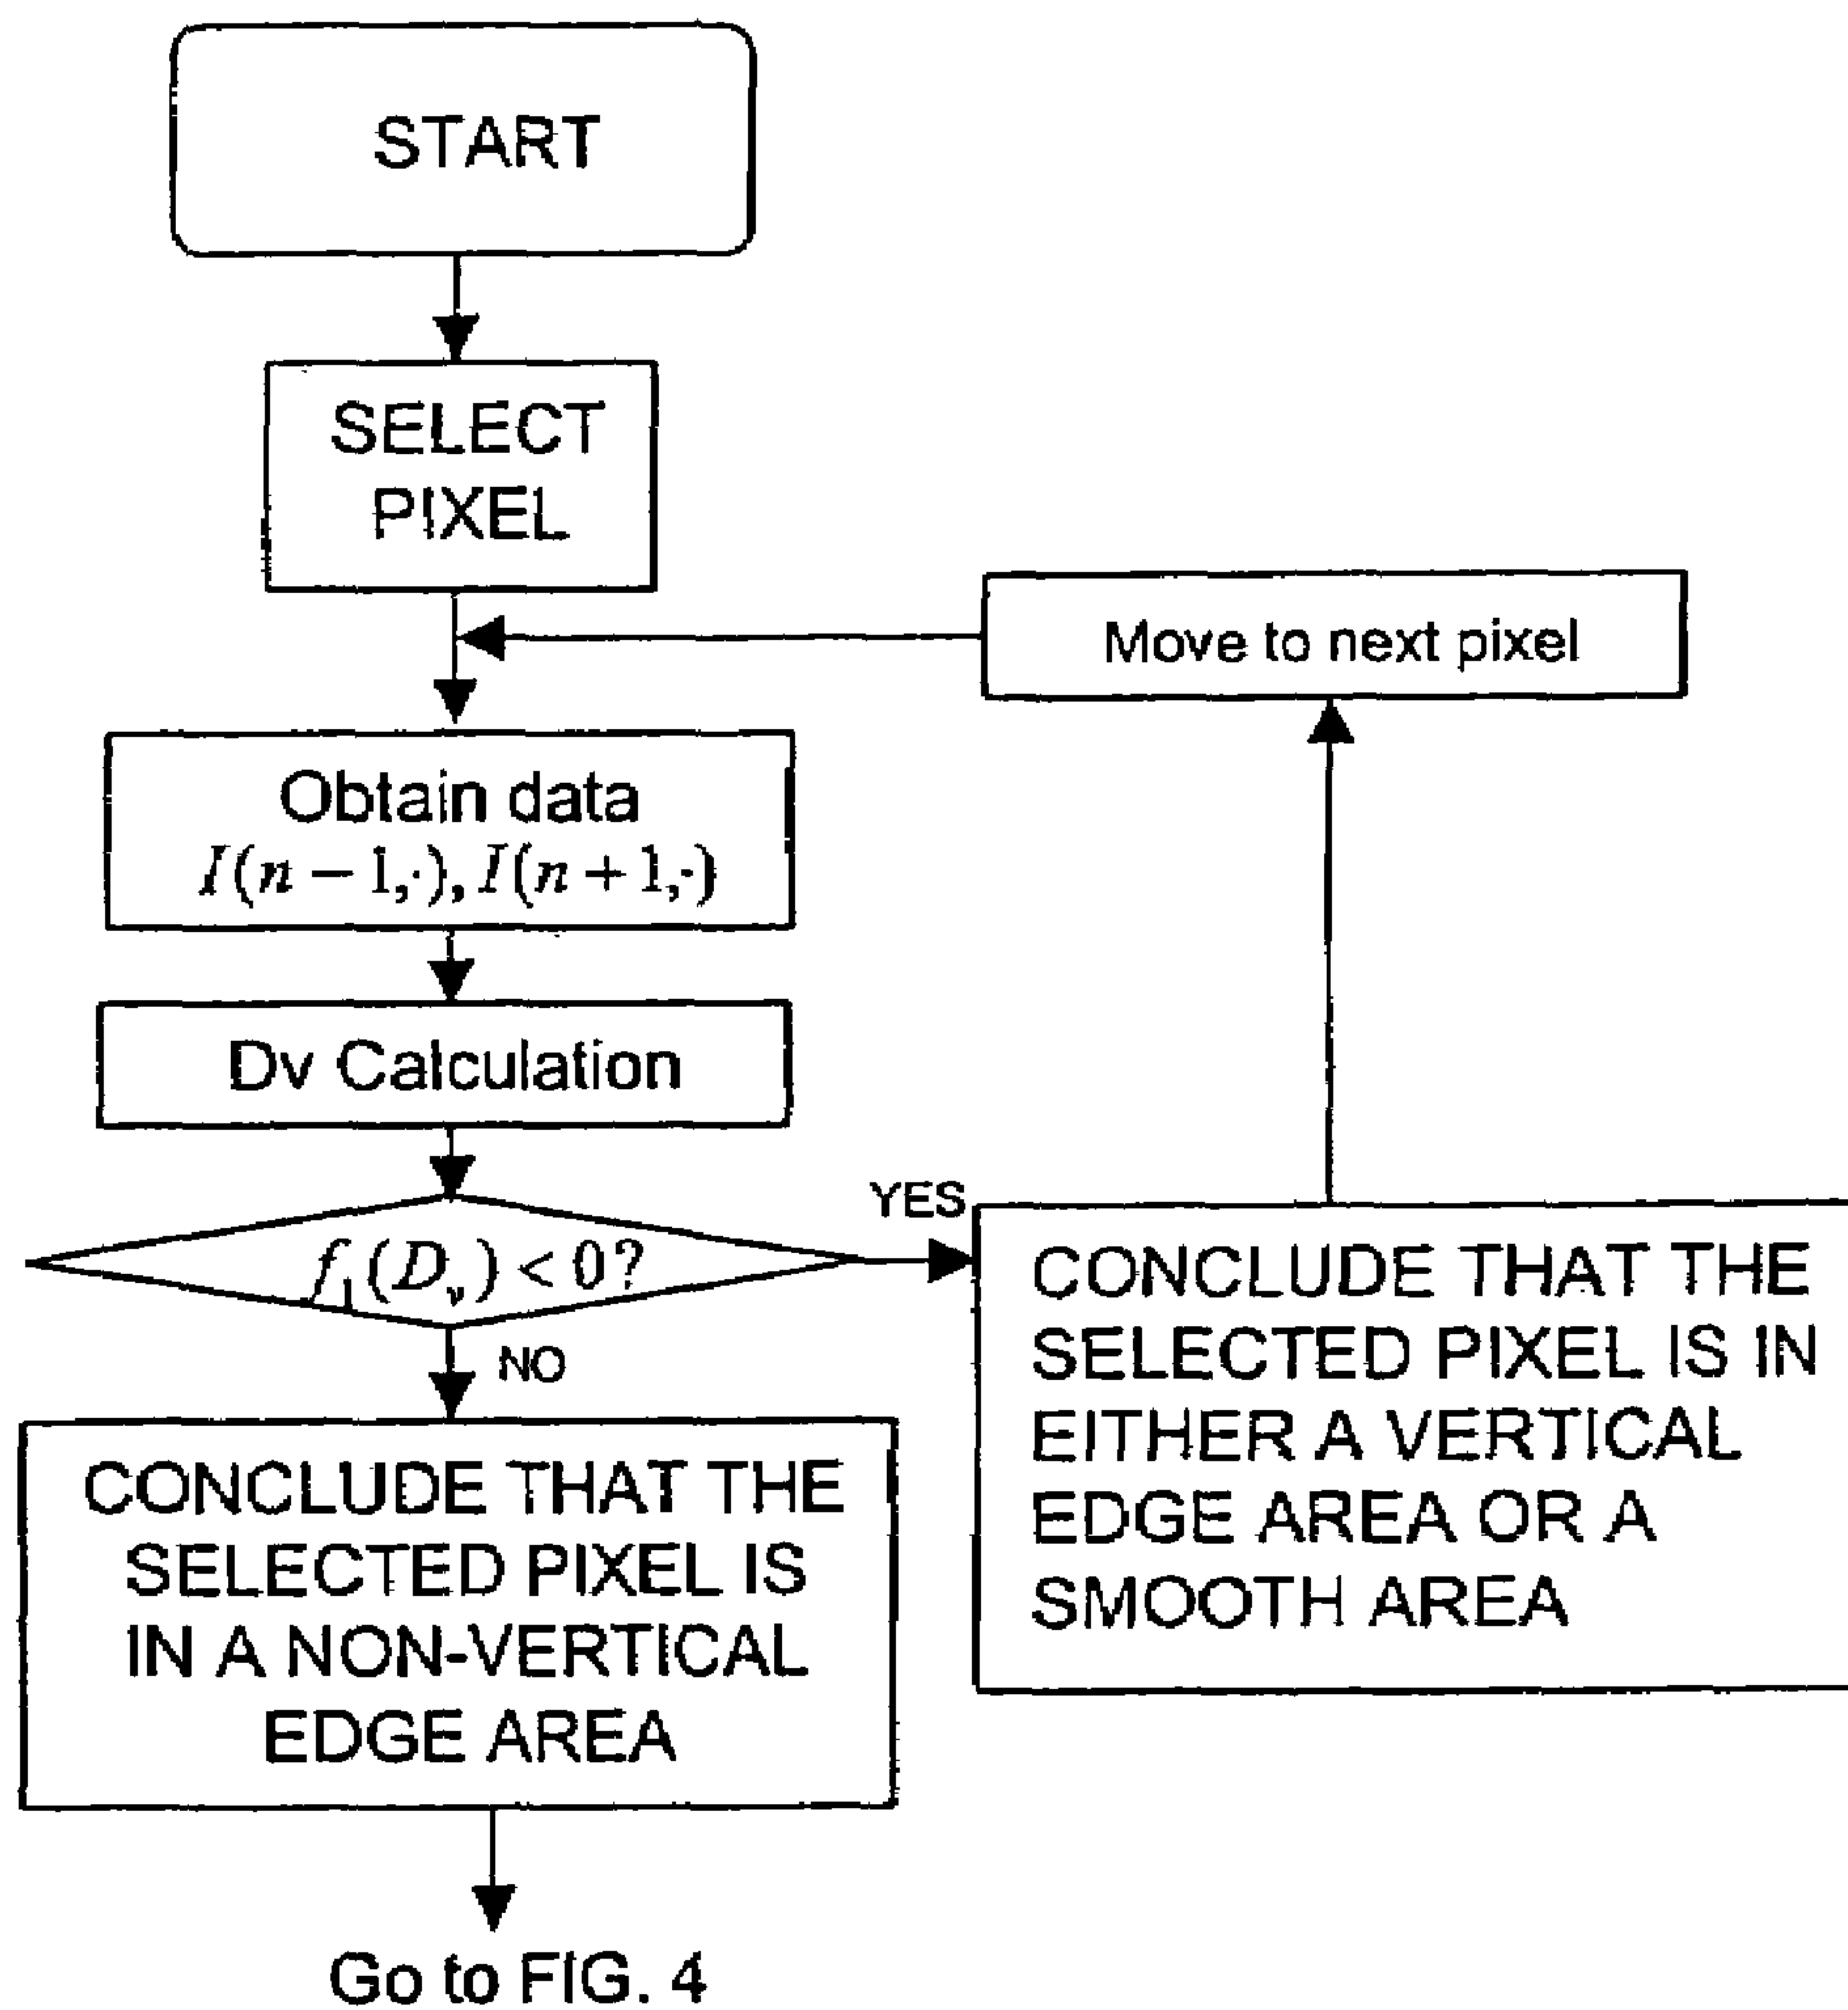 START
SELECT
PIXEL
Move to next pixel
Obtain data
I(n−1,·), I(n+1,·)
Dv Calculation
f₁(Dᵥ) < 0?
YES
NO
CONCLUDE THAT THE
SELECTED PIXEL IS IN
EITHER A VERTICAL
EDGE AREA OR A
SMOOTH AREA
CONCLUDE THAT THE
SELECTED PIXEL IS
IN A NON-VERTICAL
EDGE AREA
Go to FIG. 4